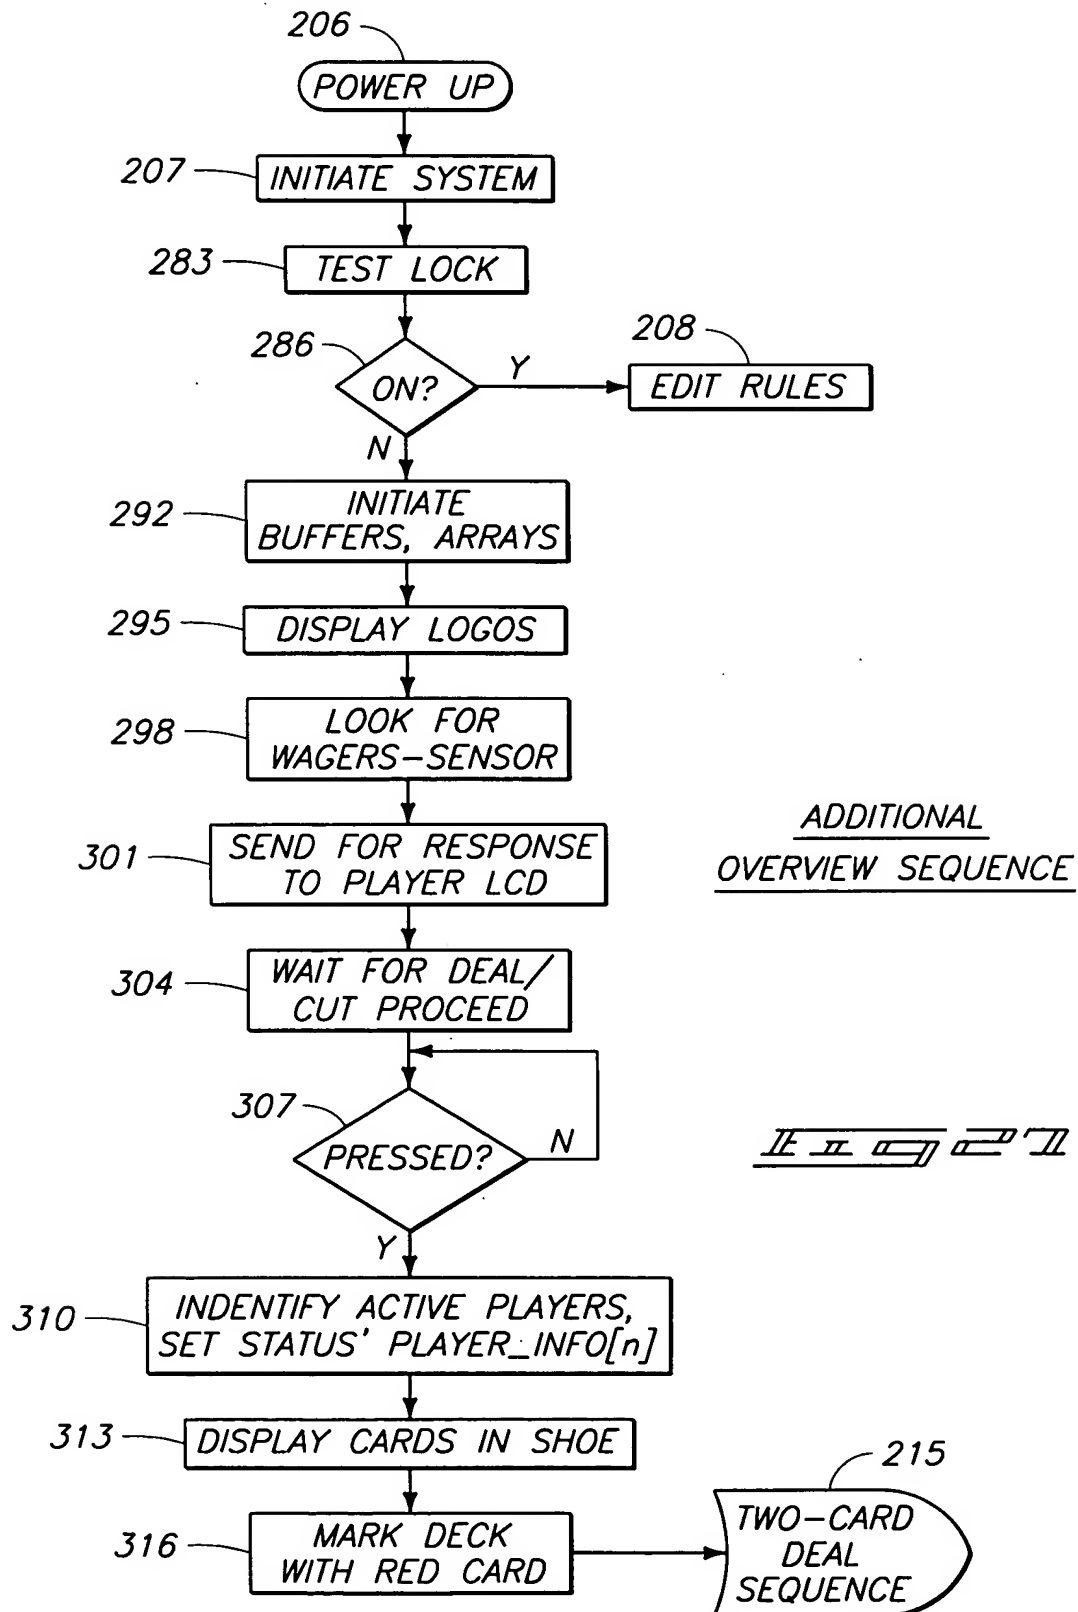 206
POWER UP
207
INITIATE SYSTEM
283
TEST LOCK
286
ON?
Y
208
EDIT RULES
N
292
INITIATE
BUFFERS, ARRAYS
295
DISPLAY LOGOS
298
LOOK FOR
WAGERS-SENSOR
301
SEND FOR RESPONSE
TO PLAYER LCD
ADDITIONAL
OVERVIEW SEQUENCE
304
WAIT FOR DEAL/
CUT PROCEED
307
PRESSED?
N
Fig 27
Y
310
INDENTIFY ACTIVE PLAYERS,
SET STATUS' PLAYER_INFO[n]
313
DISPLAY CARDS IN SHOE
316
MARK DECK
WITH RED CARD
215
TWO-CARD
DEAL
SEQUENCE